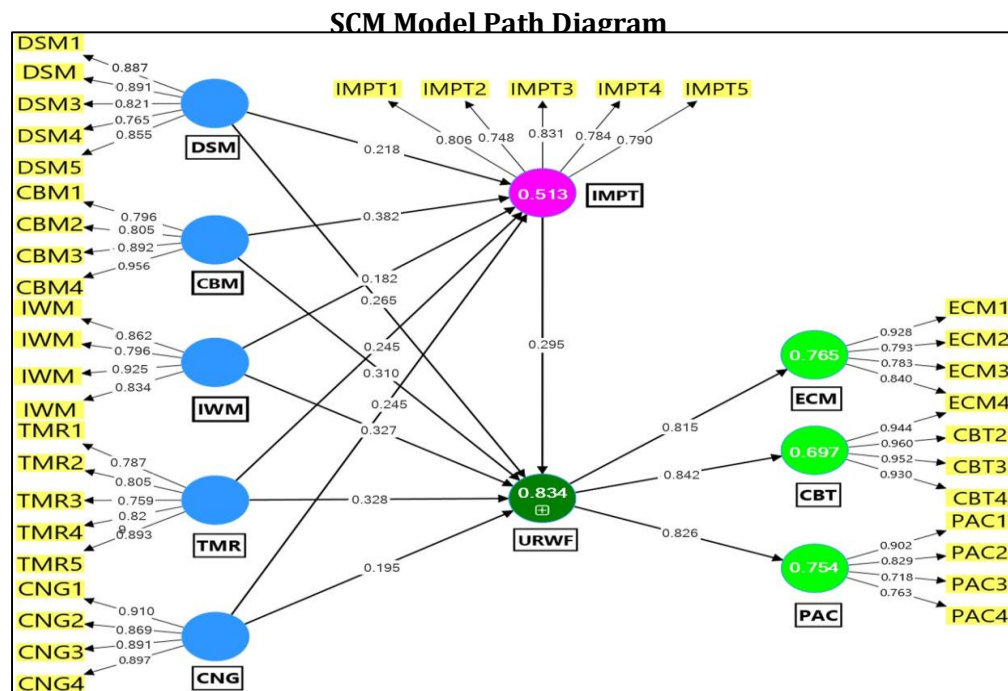 SCM Model Path Diagram
DSM1
DSM
DSM3
DSM4
DSM5
0.887
0.891
0.821
0.765
0.855
DSM
CBM1
CBM2
CBM3
CBM4
0.796
0.805
0.892
0.956
CBM
IWM
IWM
IWM
IWM
0.862
0.796
0.925
0.834
IWM
TMR1
TMR2
TMR3
TMR4
TMR5
0.787
0.805
0.759
0.82
9
0.893
TMR
CNG1
CNG2
CNG3
CNG4
0.910
0.869
0.891
0.897
CNG
IMPT1
IMPT2
IMPT3
IMPT4
IMPT5
0.806
0.748
0.831
0.784
0.790
0.513
IMPT
0.218
0.382
0.182
0.265
0.245
0.310
0.245
0.327
0.328
0.195
0.295
0.834
URWF
0.815
0.842
0.826
0.765
ECM
0.928
0.793
0.783
0.840
ECM1
ECM2
ECM3
ECM4
0.697
CBT
0.944
0.960
0.952
0.930
CBT2
CBT3
CBT4
0.754
PAC
0.902
0.829
0.718
0.763
PAC1
PAC2
PAC3
PAC4